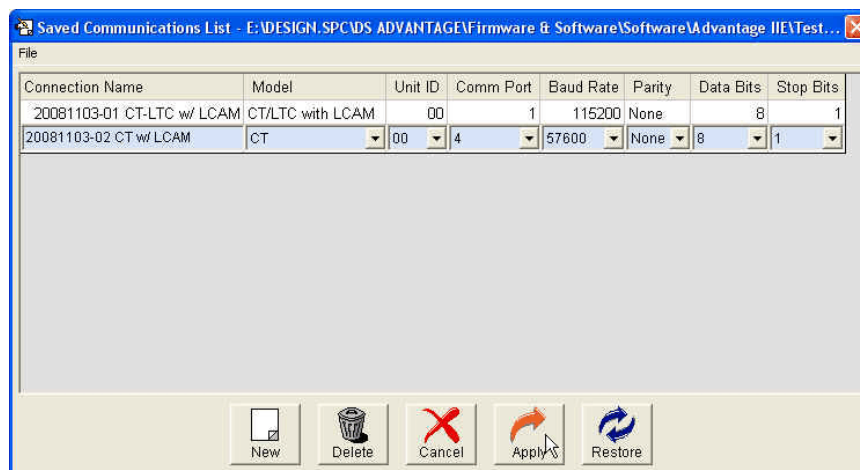 Saved Communications List - E:\DESIGN.SPC\DS ADVANTAGE\Firmware & Software\Software\Advantage IIE\Test...
File
Connection Name Model Unit ID Comm Port Baud Rate Parity Data Bits Stop Bits
20081103-01 CT-LTC w/ LCAM CT/LTC with LCAM 00 1 115200 None 8 1
20081103-02 CT w/ LCAM CT 00 4 57600 None 8 1
New Delete Cancel Apply Restore